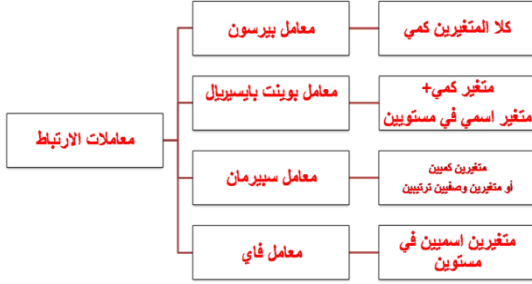 معاملات الارتباط
معامل بيرسون
كلا المتغيرين كمي
معامل بوينت بايسيريال
متغير كمي+
متغير اسمي في مستويين
معامل سبيرمان
متغيرين كميين
أو متغيرين وصفيين ترتيبين
معامل فاي
متغيرين اسميين في
مستوين